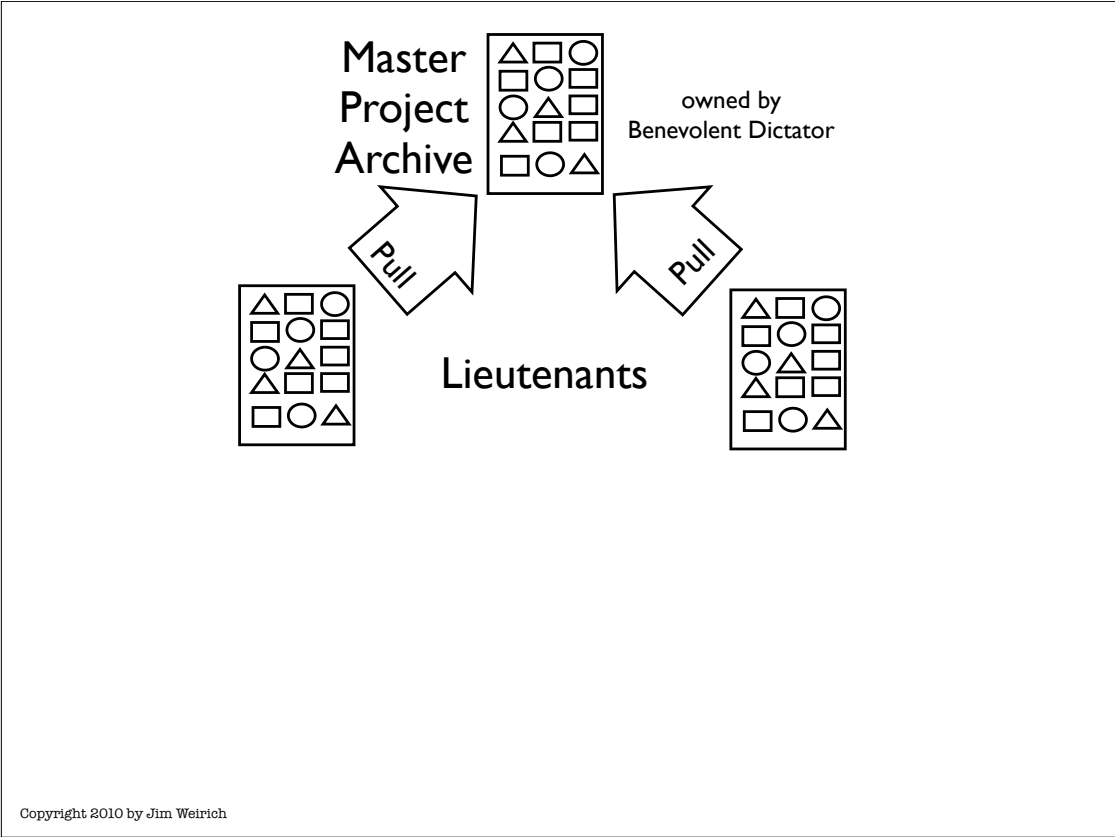 Master
Project
Archive
owned by
Benevolent Dictator
Pull
Pull
Lieutenants
Copyright 2010 by Jim Weirich